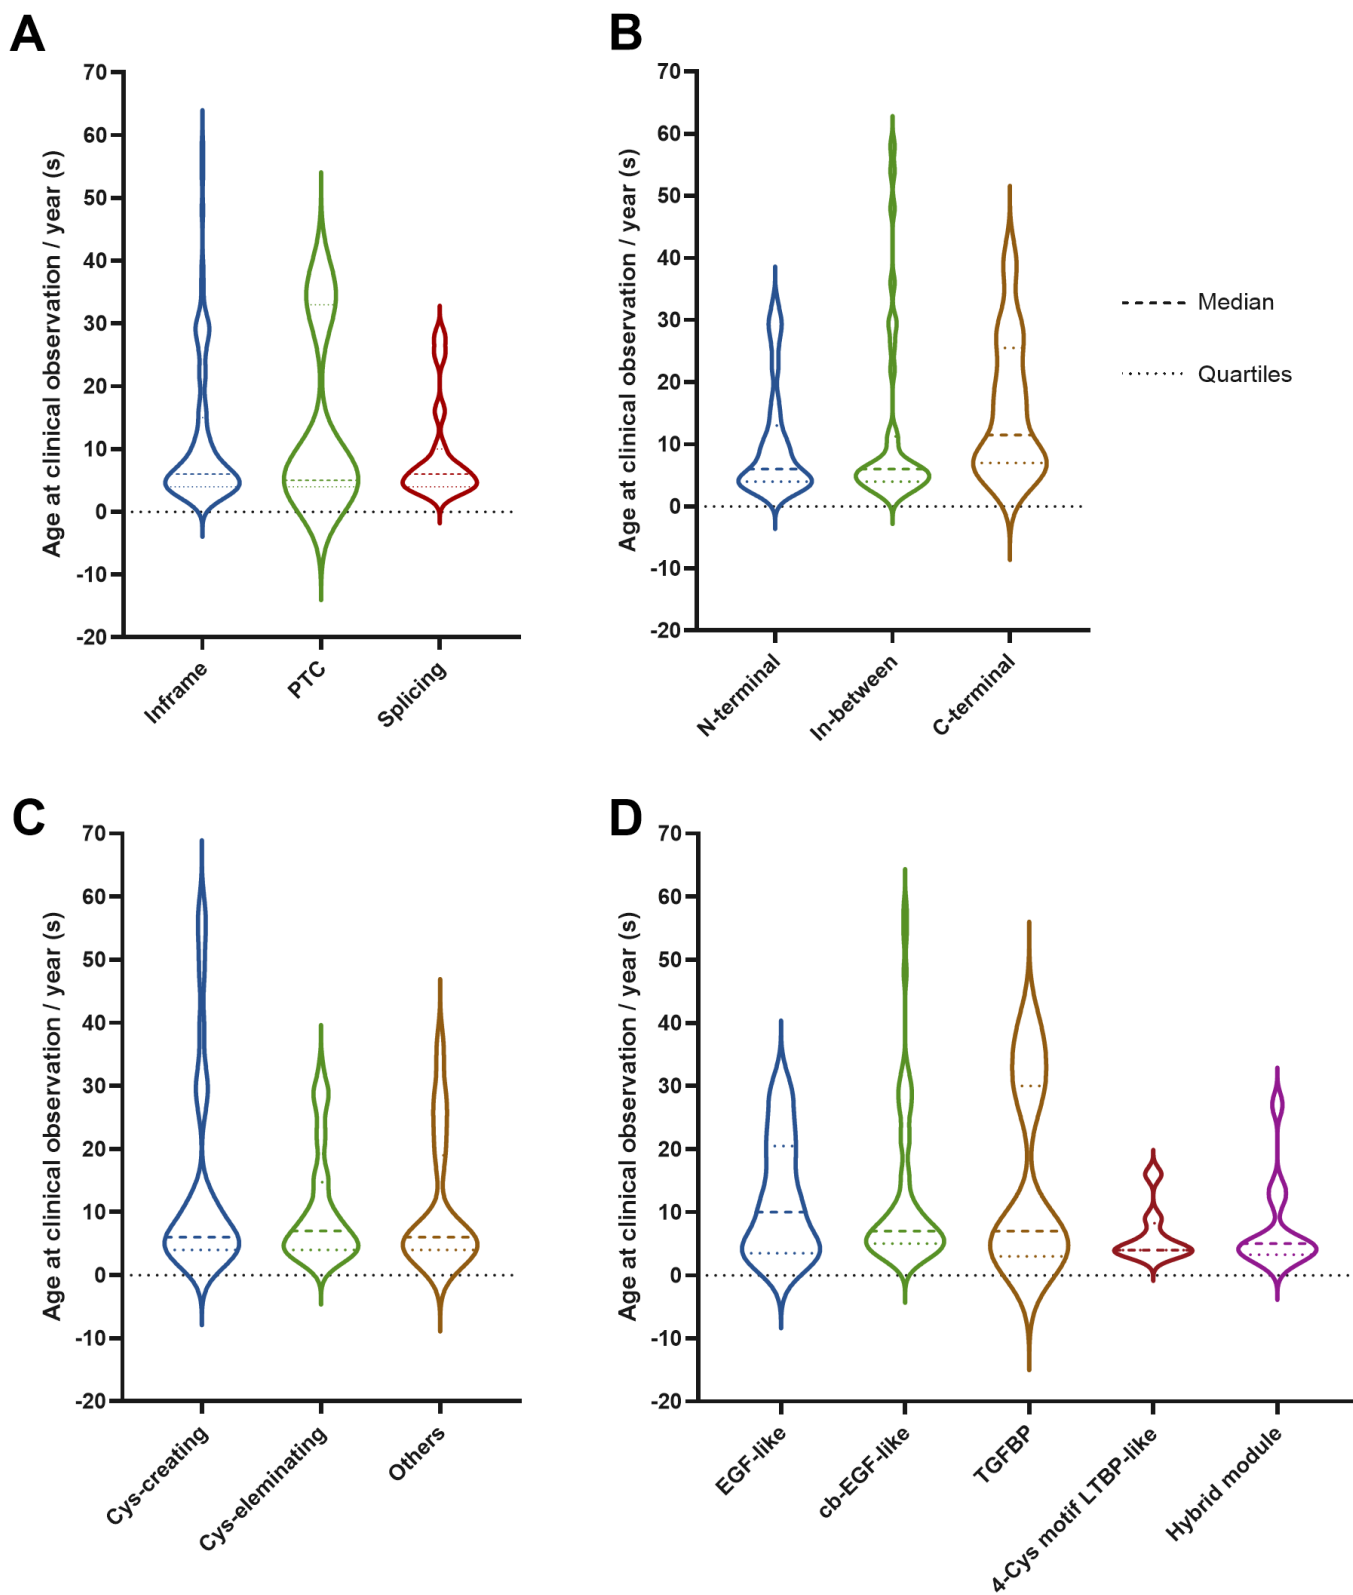 A
Age at clinical observation / year (s)
70
60
50
40
30
20
10
0
-10
-20
Inframe
PTC
Splicing
B
Age at clinical observation / year (s)
70
60
50
40
30
20
10
0
-10
-20
N-terminal
In-between
C-terminal
Median
Quartiles
C
Age at clinical observation / year (s)
70
60
50
40
30
20
10
0
-10
-20
Cys-creating
Cys-eleminating
Others
D
Age at clinical observation / year (s)
70
60
50
40
30
20
10
0
-10
-20
EGF-like
cb-EGF-like
TGFBP
4-Cys motif LTBP-like
Hybrid module